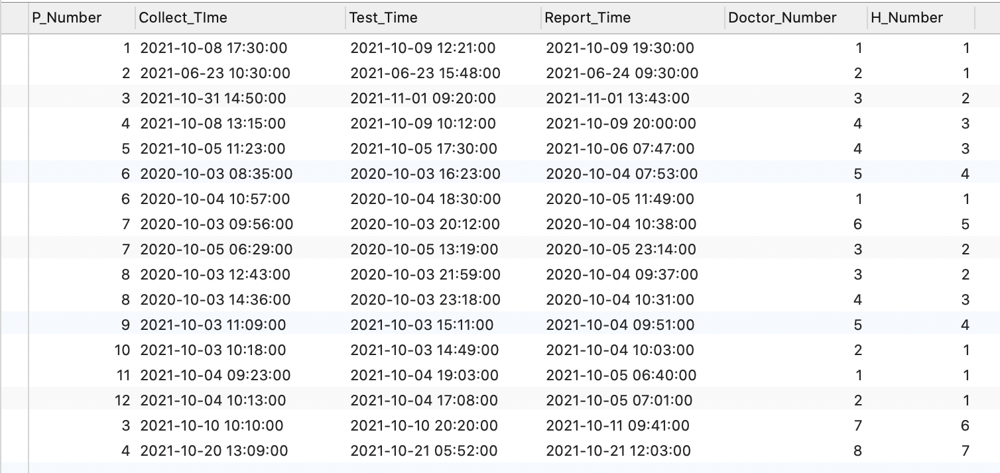 P_Number Collect_TIme Test_Time Report_Time Doctor_Number H_Number
1 2021-10-08 17:30:00 2021-10-09 12:21:00 2021-10-09 19:30:00 1 1
2 2021-06-23 10:30:00 2021-06-23 15:48:00 2021-06-24 09:30:00 2 1
3 2021-10-31 14:50:00 2021-11-01 09:20:00 2021-11-01 13:43:00 3 2
4 2021-10-08 13:15:00 2021-10-09 10:12:00 2021-10-09 20:00:00 4 3
5 2021-10-05 11:23:00 2021-10-05 17:30:00 2021-10-06 07:47:00 4 3
6 2020-10-03 08:35:00 2020-10-03 16:23:00 2020-10-04 07:53:00 5 4
6 2020-10-04 10:57:00 2020-10-04 18:30:00 2020-10-05 11:49:00 1 1
7 2020-10-03 09:56:00 2020-10-03 20:12:00 2020-10-04 10:38:00 6 5
7 2020-10-05 06:29:00 2020-10-05 13:19:00 2020-10-05 23:14:00 3 2
8 2020-10-03 12:43:00 2020-10-03 21:59:00 2020-10-04 09:37:00 3 2
8 2020-10-03 14:36:00 2020-10-03 23:18:00 2020-10-04 10:31:00 4 3
9 2021-10-03 11:09:00 2021-10-03 15:11:00 2021-10-04 09:51:00 5 4
10 2021-10-03 10:18:00 2021-10-03 14:49:00 2021-10-04 10:03:00 2 1
11 2021-10-04 09:23:00 2021-10-04 19:03:00 2021-10-05 06:40:00 1 1
12 2021-10-04 10:13:00 2021-10-04 17:08:00 2021-10-05 07:01:00 2 1
3 2021-10-10 10:10:00 2021-10-10 20:20:00 2021-10-11 09:41:00 7 6
4 2021-10-20 13:09:00 2021-10-21 05:52:00 2021-10-21 12:03:00 8 7